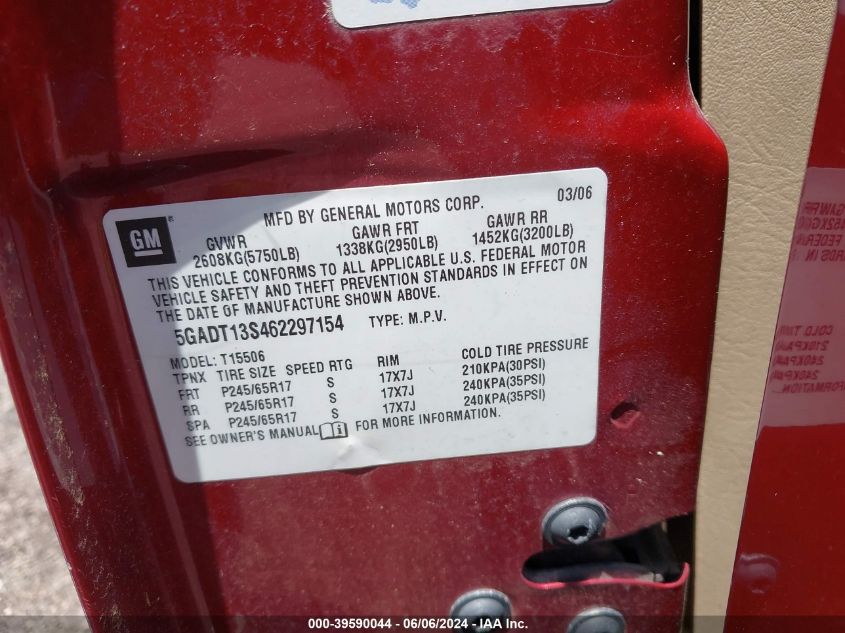 MFD BY GENERAL MOTORS CORP. 03/06
GM
GVWR GAWR FRT GAWR RR
2608KG(5750LB) 1338KG(2950LB) 1452KG(3200LB)
THIS VEHICLE CONFORMS TO ALL APPLICABLE U.S. FEDERAL MOTOR
VEHICLE SAFETY AND THEFT PREVENTION STANDARDS IN EFFECT ON
THE DATE OF MANUFACTURE SHOWN ABOVE.
5GADT13S462297154 TYPE: M.P.V.
MODEL: T15506
TPNX TIRE SIZE SPEED RTG RIM COLD TIRE PRESSURE
FRT P245/65R17 S 17X7J 210KPA(30PSI)
RR P245/65R17 S 17X7J 240KPA(35PSI)
SPA P245/65R17 S 17X7J 240KPA(35PSI)
SEE OWNER'S MANUAL FOR MORE INFORMATION.
000-39590044 / 06/06/2024 - IAA Inc.